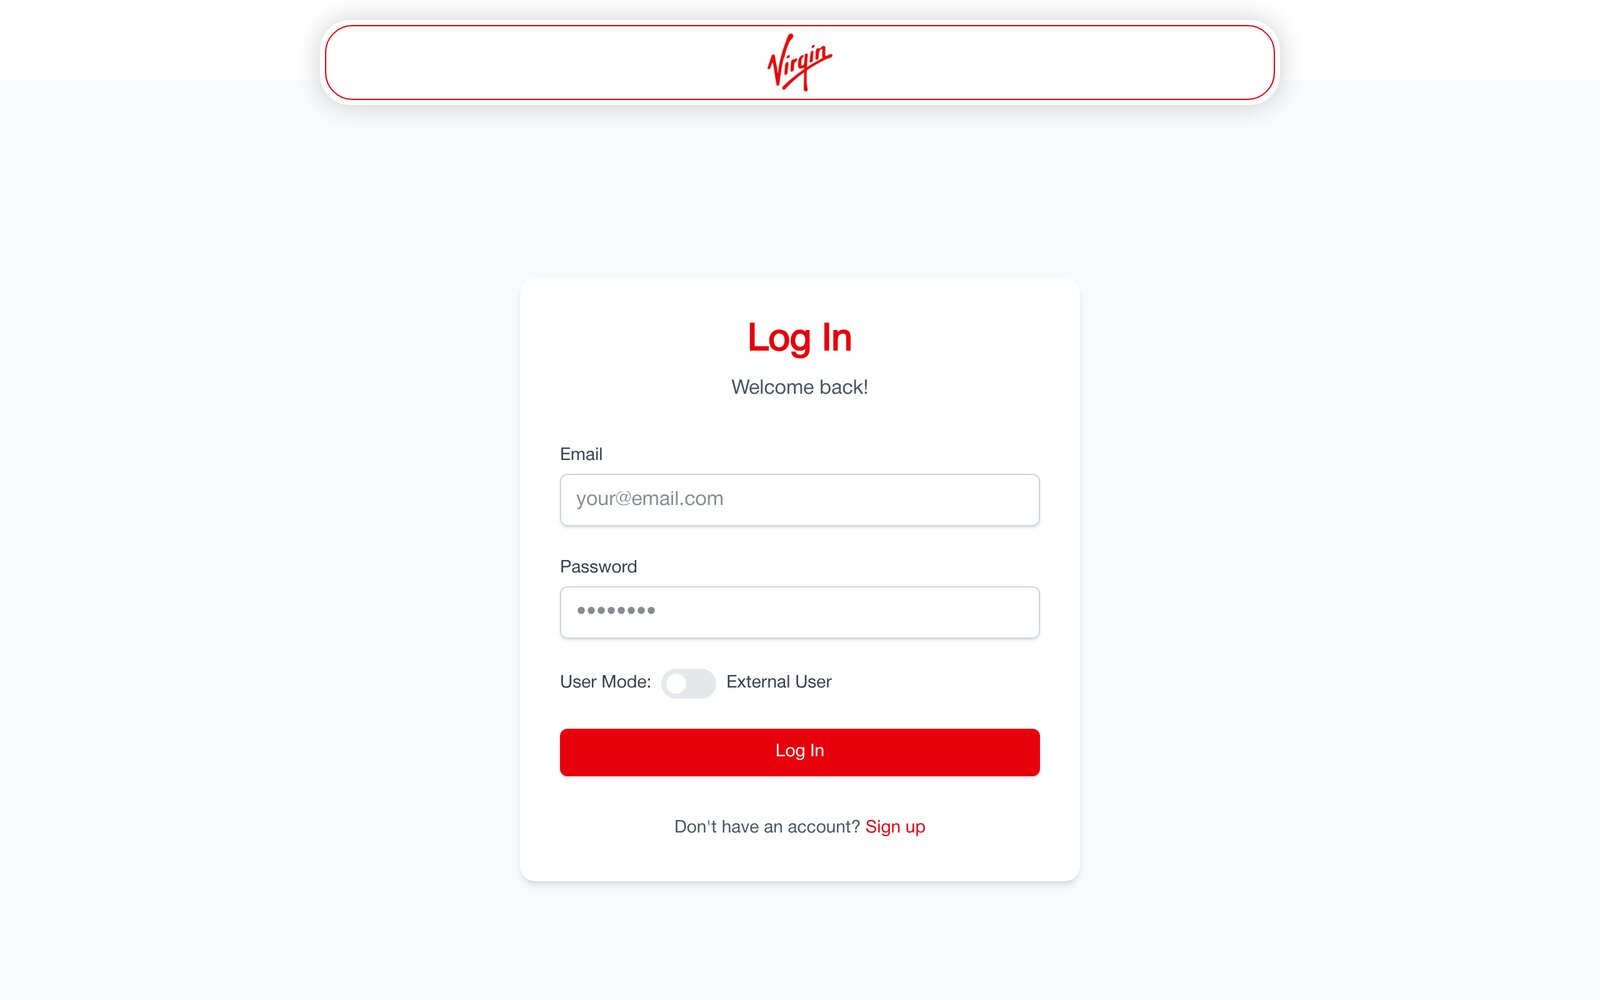 Virgin
Log In
Welcome back!
Email
your@email.com
Password
••••••••
User Mode: External User
Log In
Don't have an account? Sign up